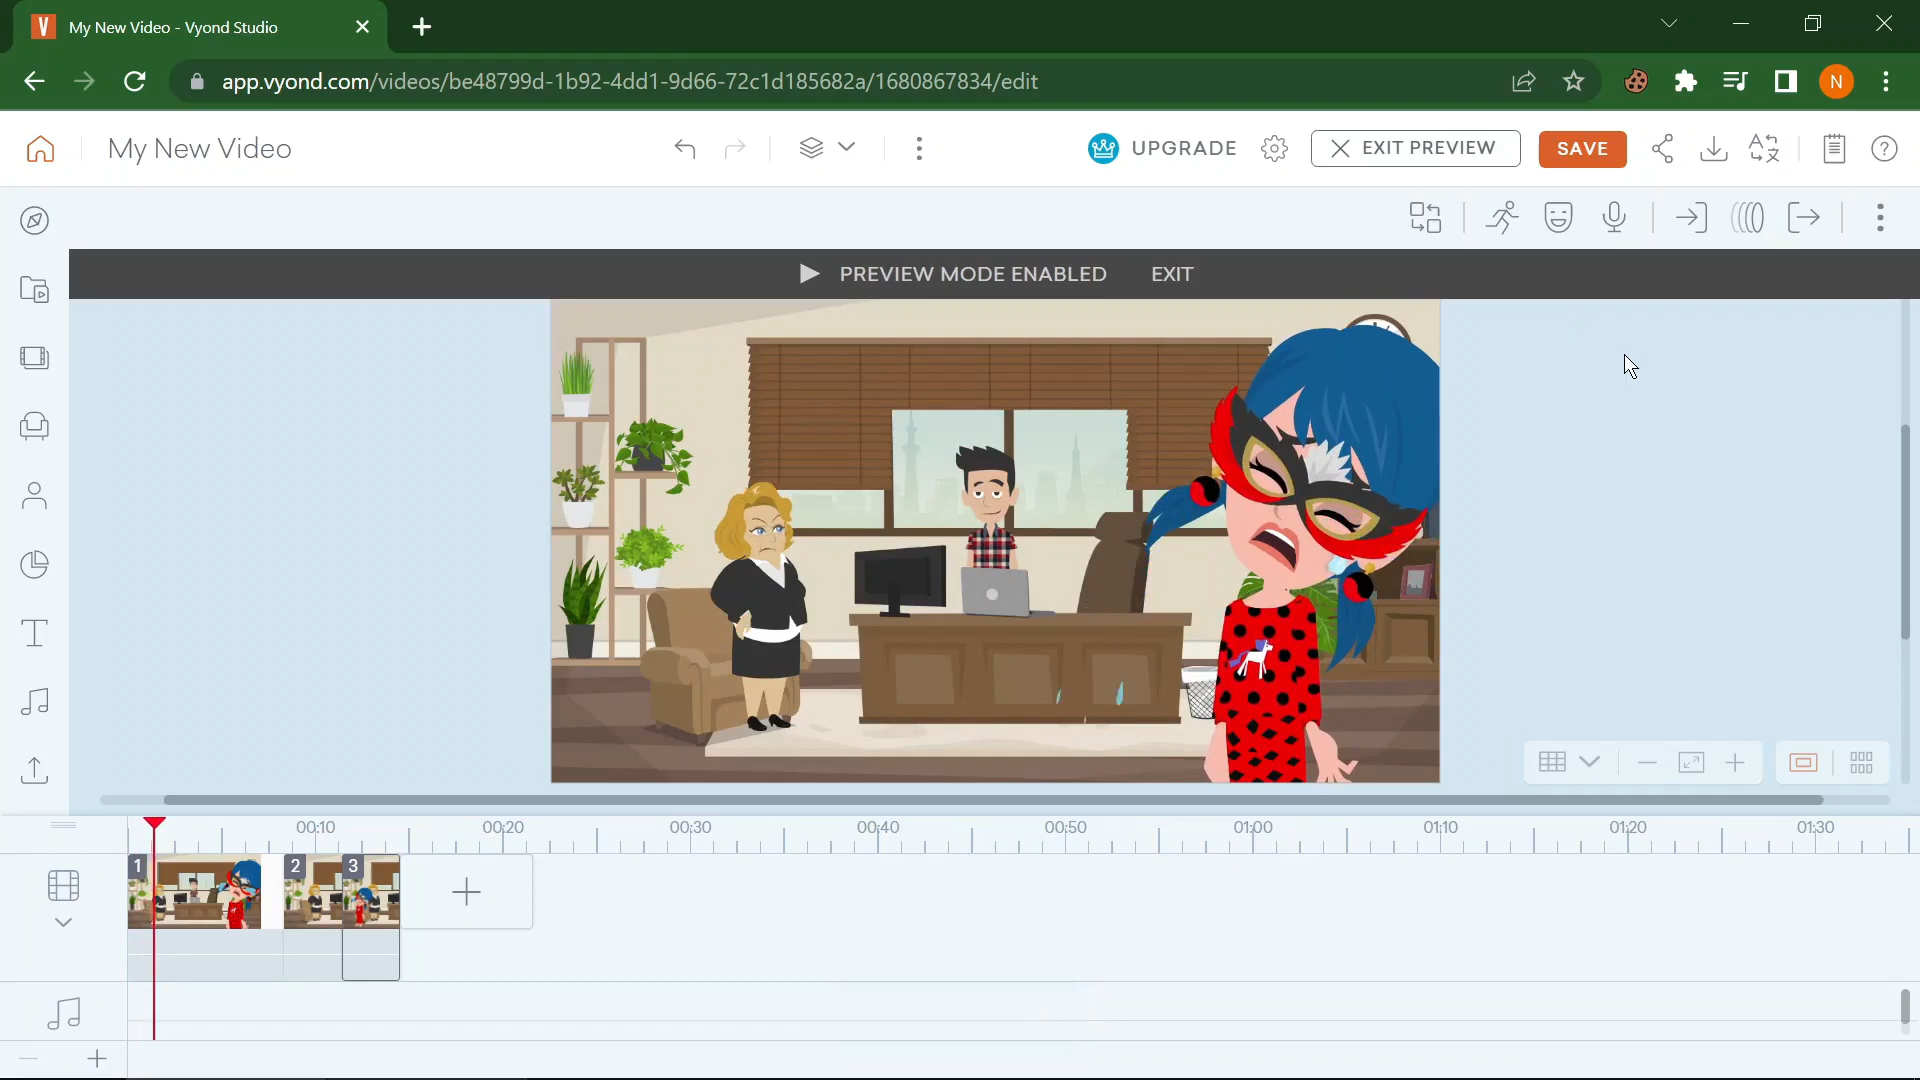 My New Video - Vyond Studio
app.vyond.com/videos/be48799d-1b92-4dd1-9d66-72c1d185682a/1680867834/edit
N
My New Video
UPGRADE
EXIT PREVIEW
SAVE
PREVIEW MODE ENABLED
EXIT
00:10
00:20
00:30
00:40
00:50
01:00
01:10
01:20
01:30
1
2
3